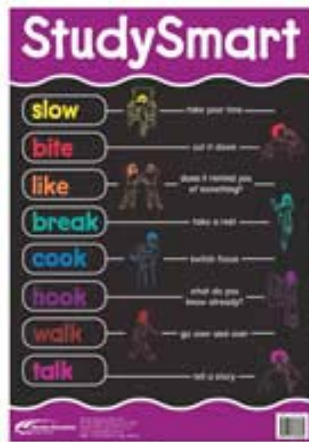 StudySmart
slow
take your time
bite
cut it down
like
does it remind you
of something?
break
take a rest
cook
switch focus
hook
what do you
know already?
walk
go over and over
talk
tell a story